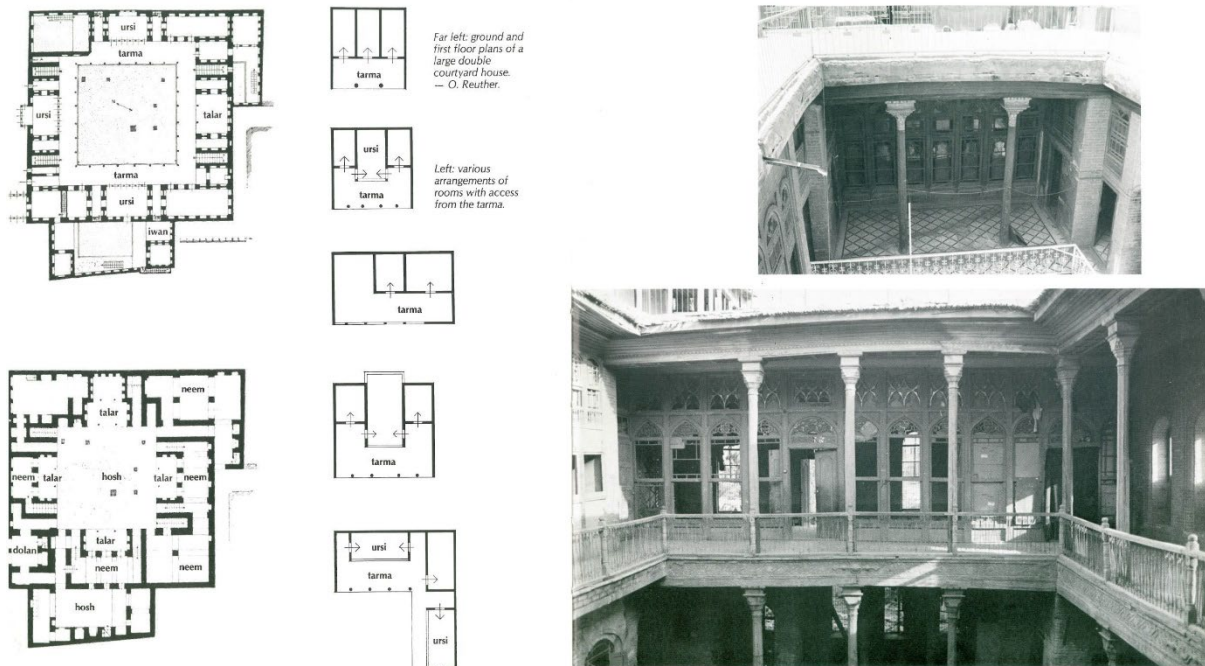 ursi
tarma
ursi
talar
tarma
ursi
iwan
neem
talar
neem
talar
hosh
talar
neem
dolan
talar
neem
neem
hosh
tarma
ursi
tarma
tarma
tarma
ursi
tarma
ursi
Far left: ground and
first floor plans of a
large double
courtyard house.
— O. Reuther.
Left: various
arrangements of
rooms with access
from the tarma.